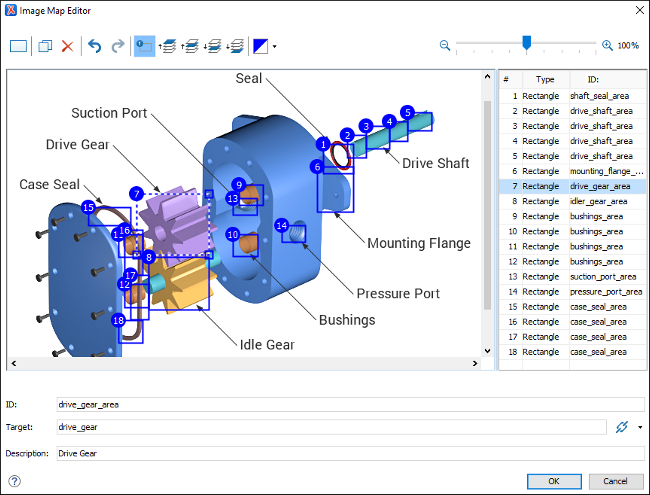 Image Map Editor
100%
Seal
Suction Port
Drive Gear
Case Seal
Drive Shaft
Mounting Flange
Pressure Port
Bushings
Idle Gear
1
2
3
4
5
6
7
8
9
10
12
13
14
15
16
17
18
# Type ID:
1 Rectangle shaft_seal_area
2 Rectangle drive_shaft_area
3 Rectangle drive_shaft_area
4 Rectangle drive_shaft_area
5 Rectangle drive_shaft_area
6 Rectangle mounting_flange_...
7 Rectangle drive_gear_area
8 Rectangle idler_gear_area
9 Rectangle bushings_area
10 Rectangle bushings_area
11 Rectangle bushings_area
12 Rectangle bushings_area
13 Rectangle suction_port_area
14 Rectangle pressure_port_area
15 Rectangle case_seal_area
16 Rectangle case_seal_area
17 Rectangle case_seal_area
18 Rectangle case_seal_area
ID: drive_gear_area
Target: drive_gear
Description: Drive Gear
OK Cancel